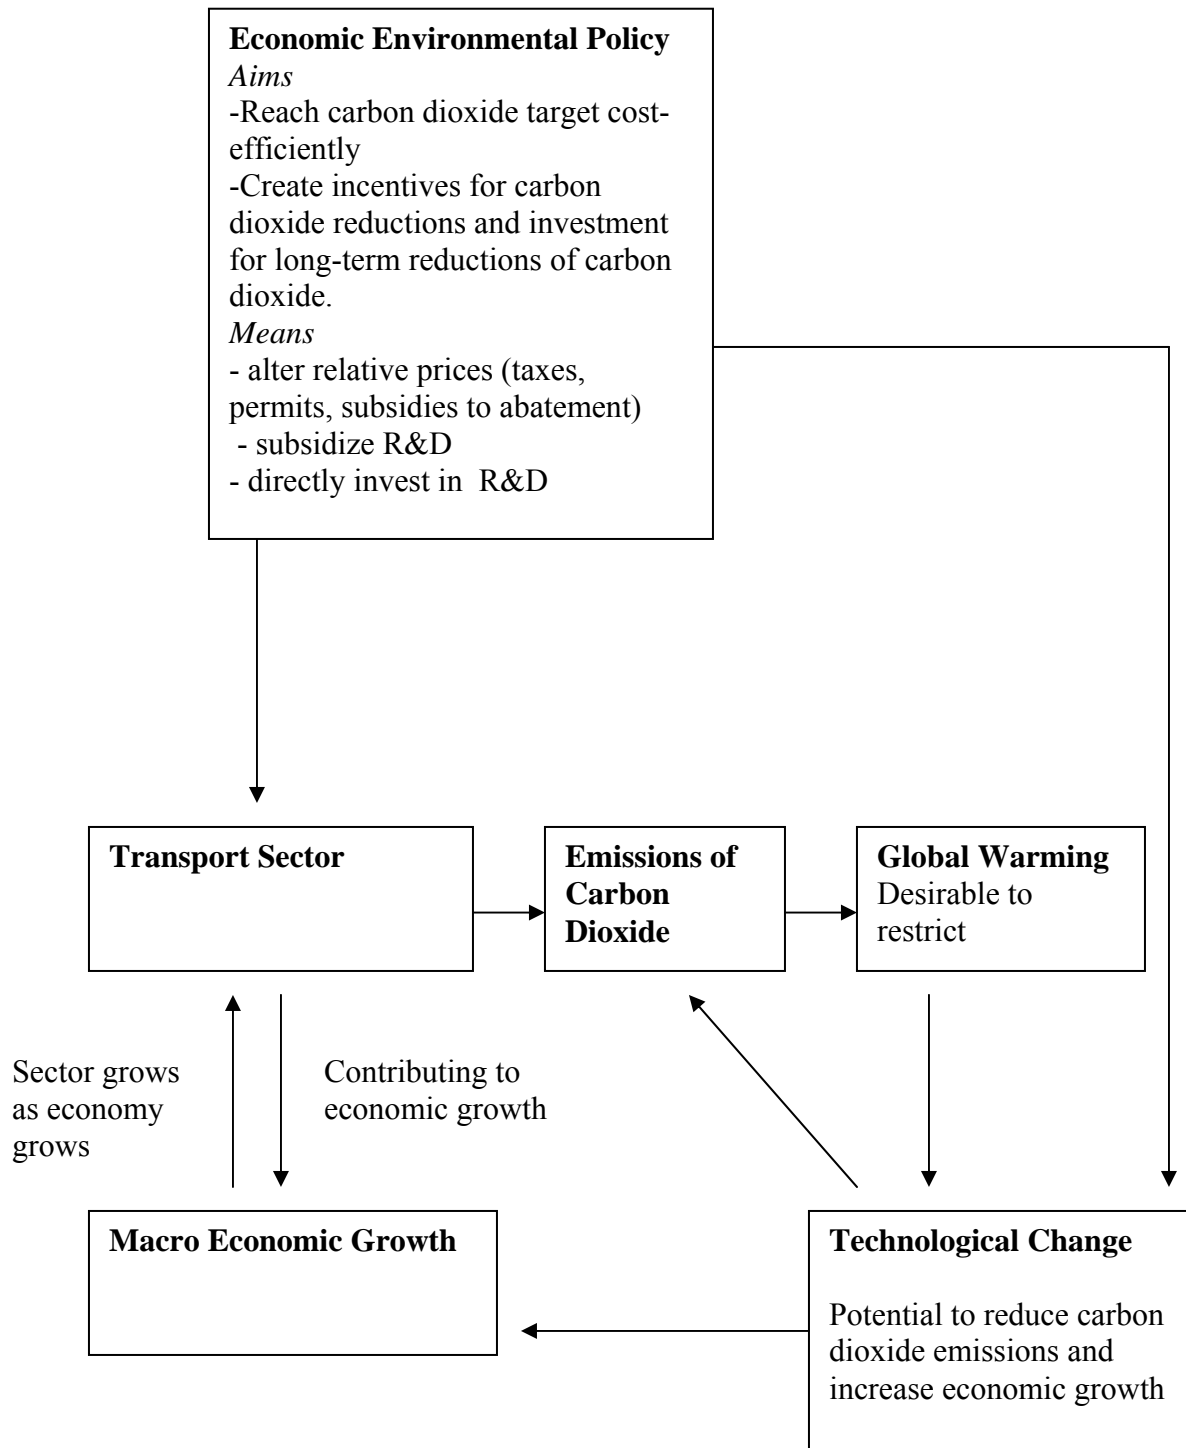 Economic Environmental Policy
Aims
-Reach carbon dioxide target cost-
efficiently
-Create incentives for carbon
dioxide reductions and investment
for long-term reductions of carbon
dioxide.
Means
- alter relative prices (taxes,
permits, subsidies to abatement)
- subsidize R&D
- directly invest in  R&D
Transport Sector
Emissions of
Carbon
Dioxide
Global Warming
Desirable to
restrict
Sector grows
as economy
grows
Contributing to
economic growth
Macro Economic Growth
Technological Change
Potential to reduce carbon
dioxide emissions and
increase economic growth